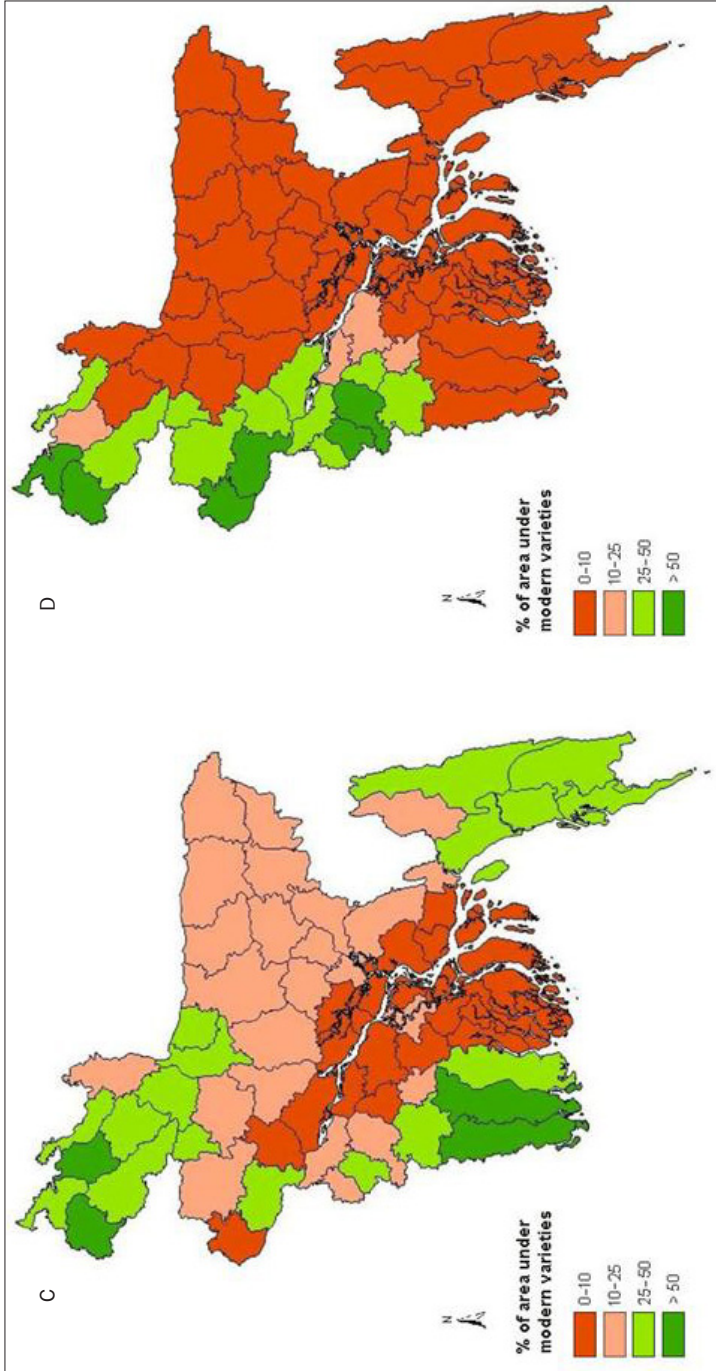 C
N
% of area under
modern varieties
0-10
10-25
25-50
> 50
D
N
% of area under
modern varieties
0-10
10-25
25-50
> 50